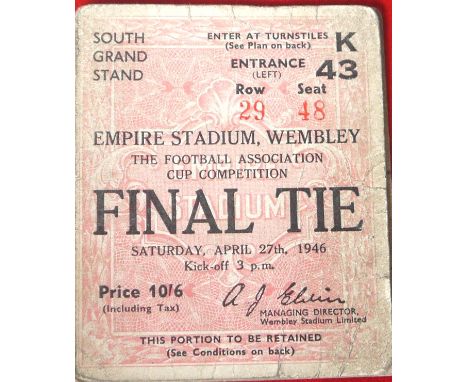 SOUTH
GRAND
STAND
ENTER AT TURNSTILES
(See Plan on back)
K
ENTRANCE
(LEFT)
43
Row Seat
29 48
EMPIRE STADIUM, WEMBLEY
THE FOOTBALL ASSOCIATION
CUP COMPETITION
FINAL TIE
STADIUM
SATURDAY, APRIL 27th, 1946
Kick-off 3 p.m.
Price 10/6
(Including Tax)
A J Elvin
MANAGING DIRECTOR,
Wembley Stadium Limited
THIS PORTION TO BE RETAINED
(See Conditions on back)